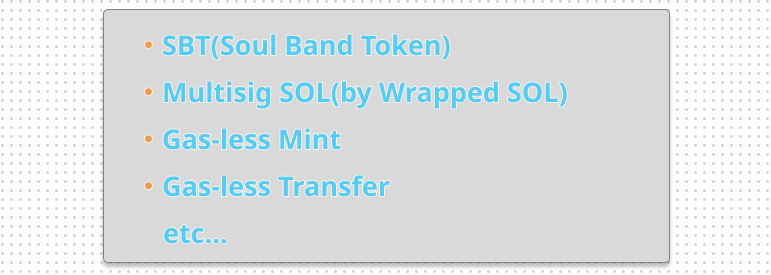 • SBT(Soul Band Token)
• Multisig SOL(by Wrapped SOL)
• Gas-less Mint
• Gas-less Transfer
etc...